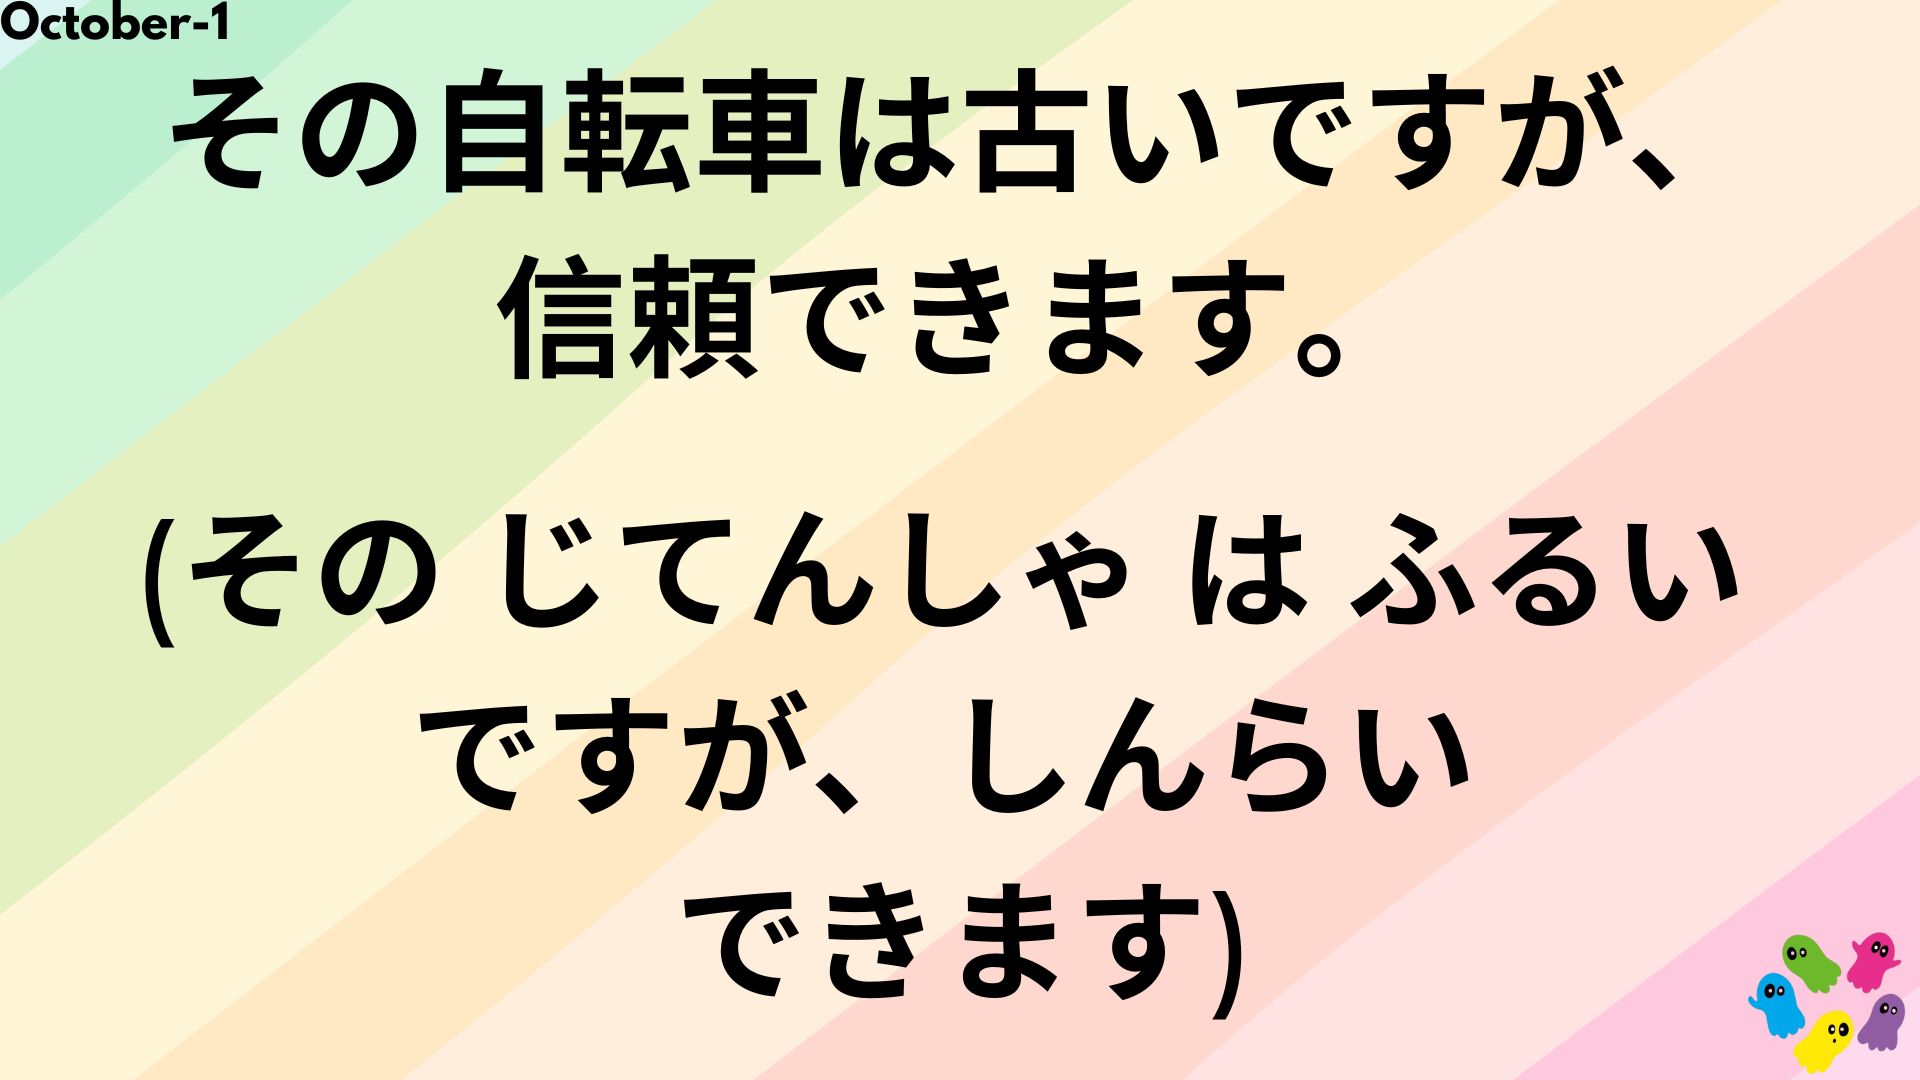 October-1
その自転車は古いですが、
信頼できます。
(その じてんしゃ は ふるい
ですが、しんらい
できます)